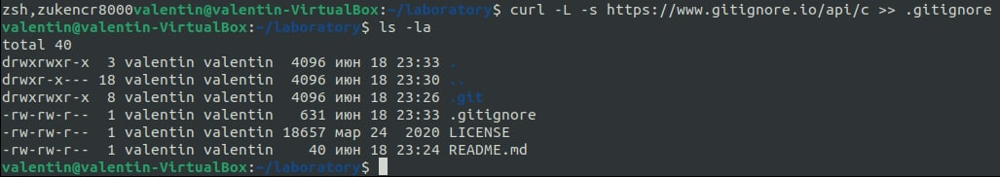 zsh,zukencr8000valentin@valentin-VirtualBox:~/laboratory$ curl -L -s https://www.gitignore.io/api/c >> .gitignore
valentin@valentin-VirtualBox:~/laboratory$ ls -la
total 40
drwxrwxr-x  3 valentin valentin  4096 июн 18 23:33 .
drwxr-x--- 18 valentin valentin  4096 июн 18 23:30 ..
drwxrwxr-x  8 valentin valentin  4096 июн 18 23:26 .git
-rw-rw-r--  1 valentin valentin   631 июн 18 23:33 .gitignore
-rw-r--r--  1 valentin valentin 18657 мар 24  2020 LICENSE
-rw-rw-r--  1 valentin valentin    40 июн 18 23:24 README.md
valentin@valentin-VirtualBox:~/laboratory$